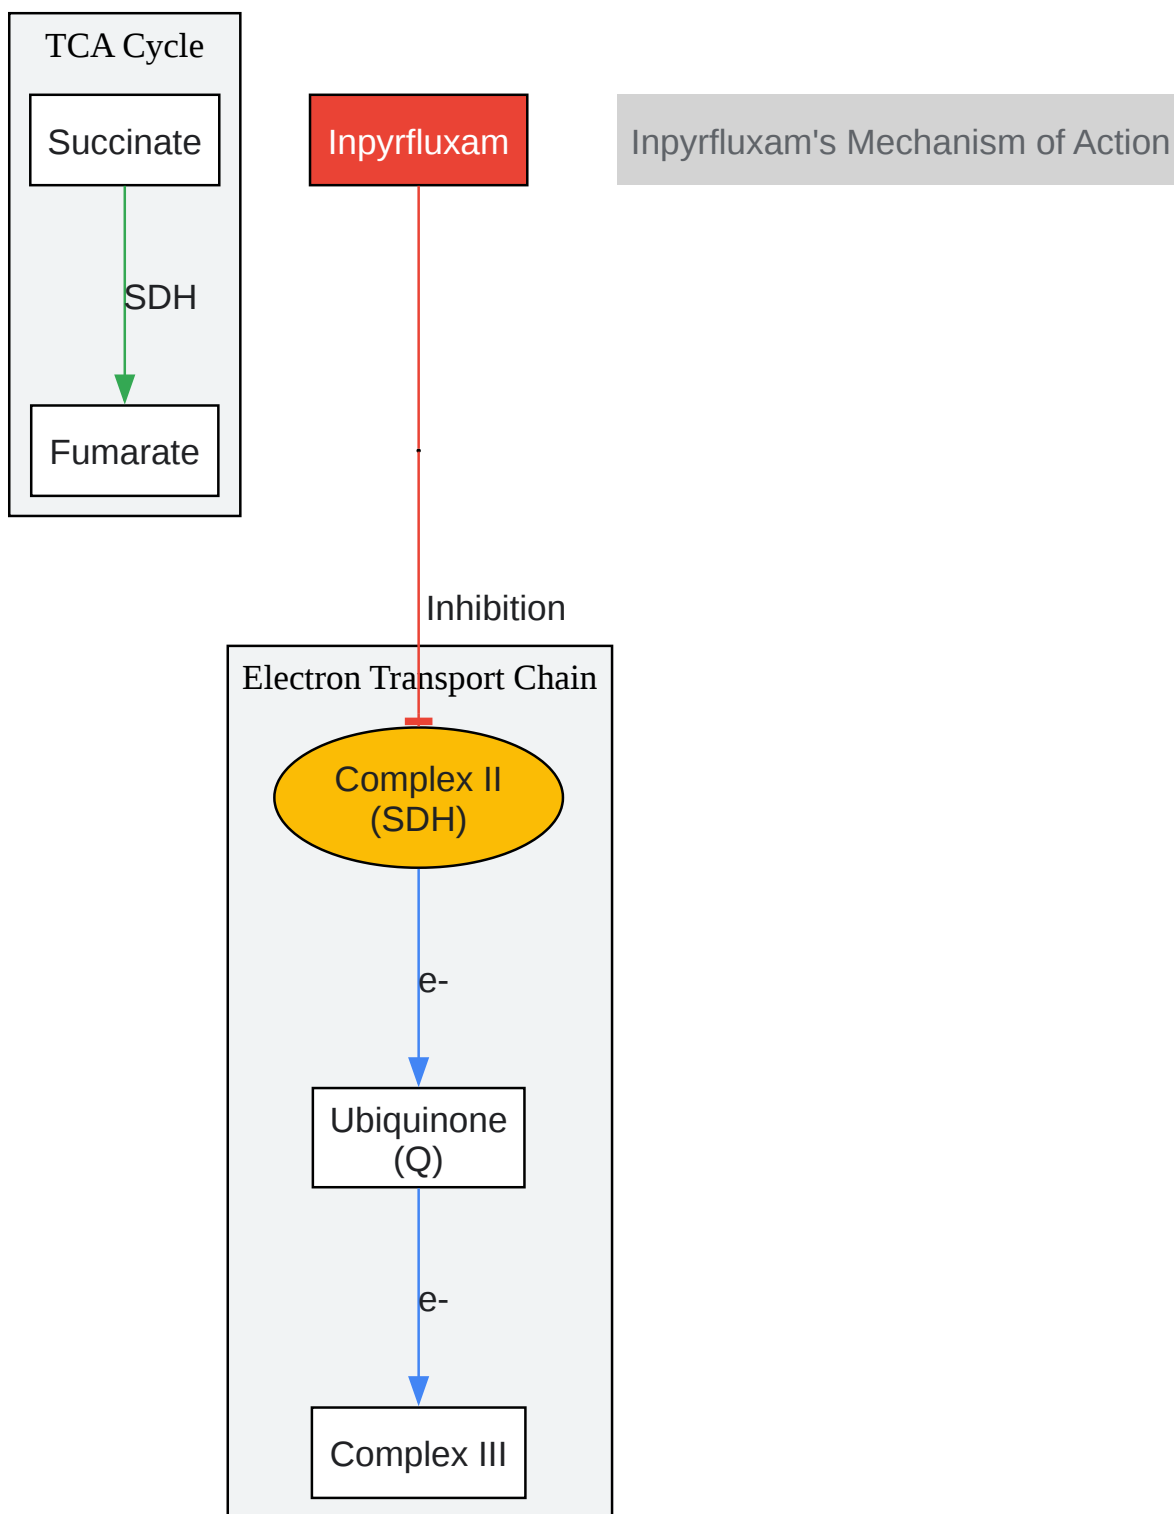 TCA Cycle
Succinate
SDH
Fumarate
Inpyrfluxam
Inpyrfluxam's Mechanism of Action
Inhibition
Electron Transport Chain
Complex II
(SDH)
e-
Ubiquinone
(Q)
e-
Complex III